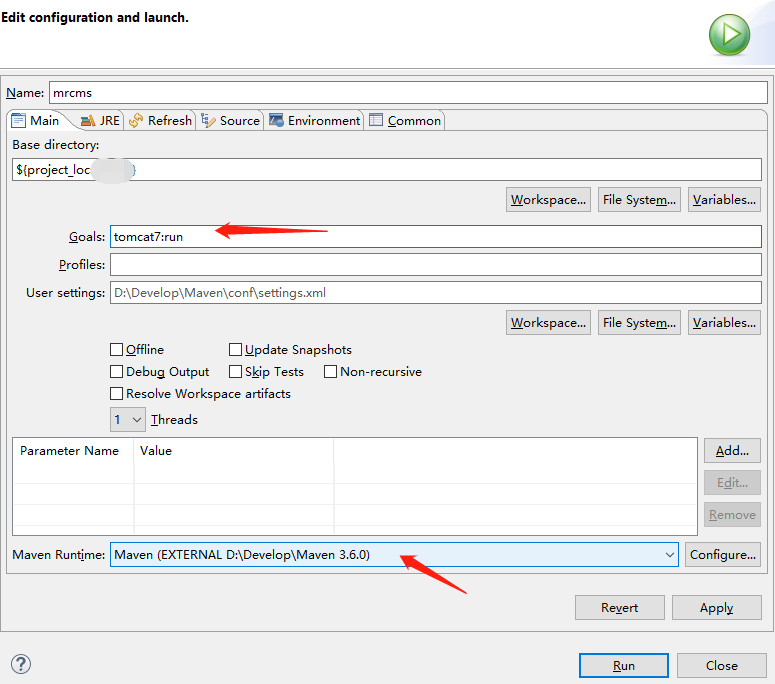 Edit configuration and launch.
Name: mrcms
Main JRE Refresh Source Environment Common
Base directory:
${project_loc }
Workspace... File System... Variables...
Goals: tomcat7:run
Profiles:
User settings: D:\Develop\Maven\conf\settings.xml
Workspace... File System... Variables...
Offline Update Snapshots
Debug Output Skip Tests Non-recursive
Resolve Workspace artifacts
1 Threads
Parameter Name Value
Add...
Edit...
Remove
Maven Runtime: Maven (EXTERNAL D:\Develop\Maven 3.6.0) Configure...
Revert Apply
? Run Close